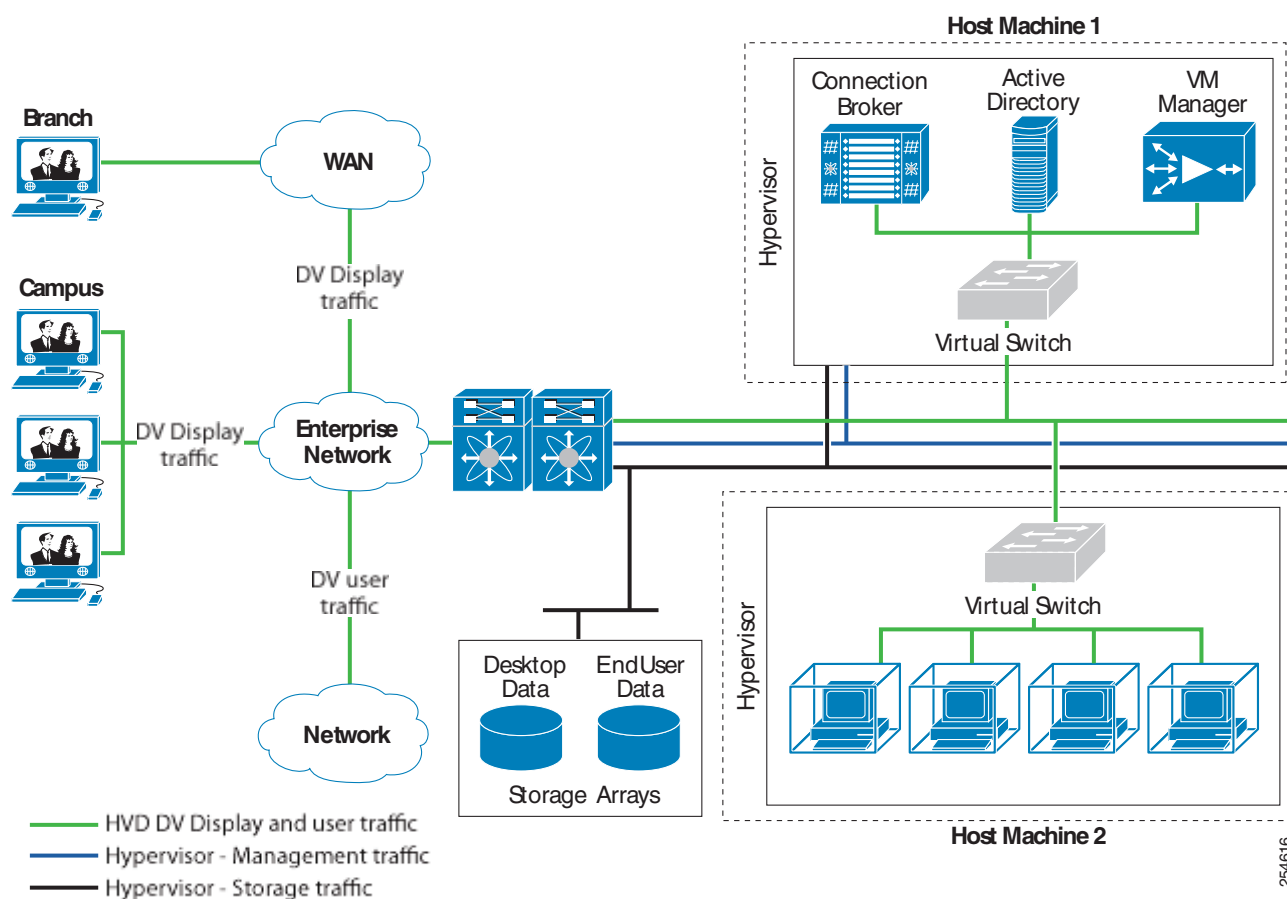 Host Machine 1
Connection
Broker
Active
Directory
VM
Manager
Hypervisor
Virtual Switch
Branch
WAN
DV Display
traffic
Campus
DV Display
traffic
Enterprise
Network
DV user
traffic
Network
Desktop
Data
End User
Data
Storage Arrays
Hypervisor
Virtual Switch
Host Machine 2
HVD DV Display and user traffic
Hypervisor - Management traffic
Hypervisor - Storage traffic
254616